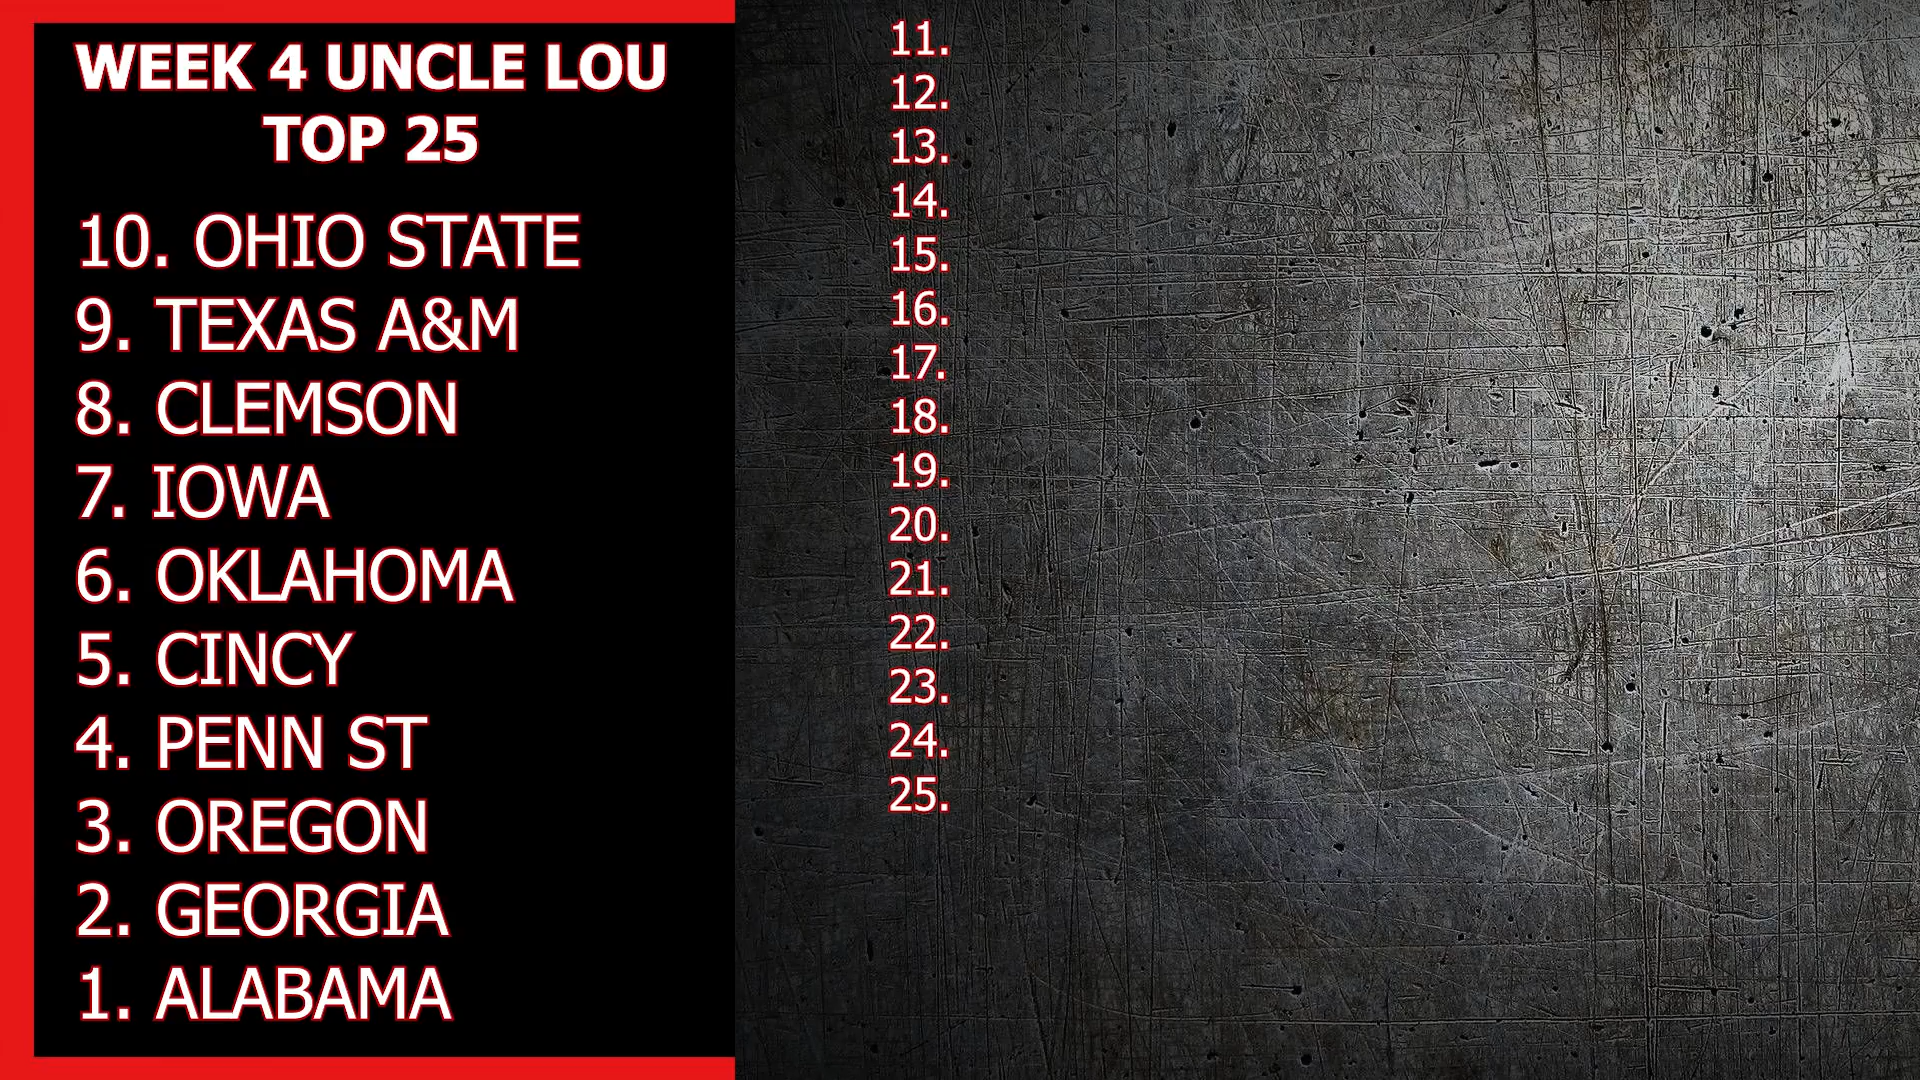 WEEK 4 UNCLE LOU
TOP 25
10. OHIO STATE
9. TEXAS A&M
8. CLEMSON
7. IOWA
6. OKLAHOMA
5. CINCY
4. PENN ST
3. OREGON
2. GEORGIA
1. ALABAMA
11.
12.
13.
14.
15.
16.
17.
18.
19.
20.
21.
22.
23.
24.
25.